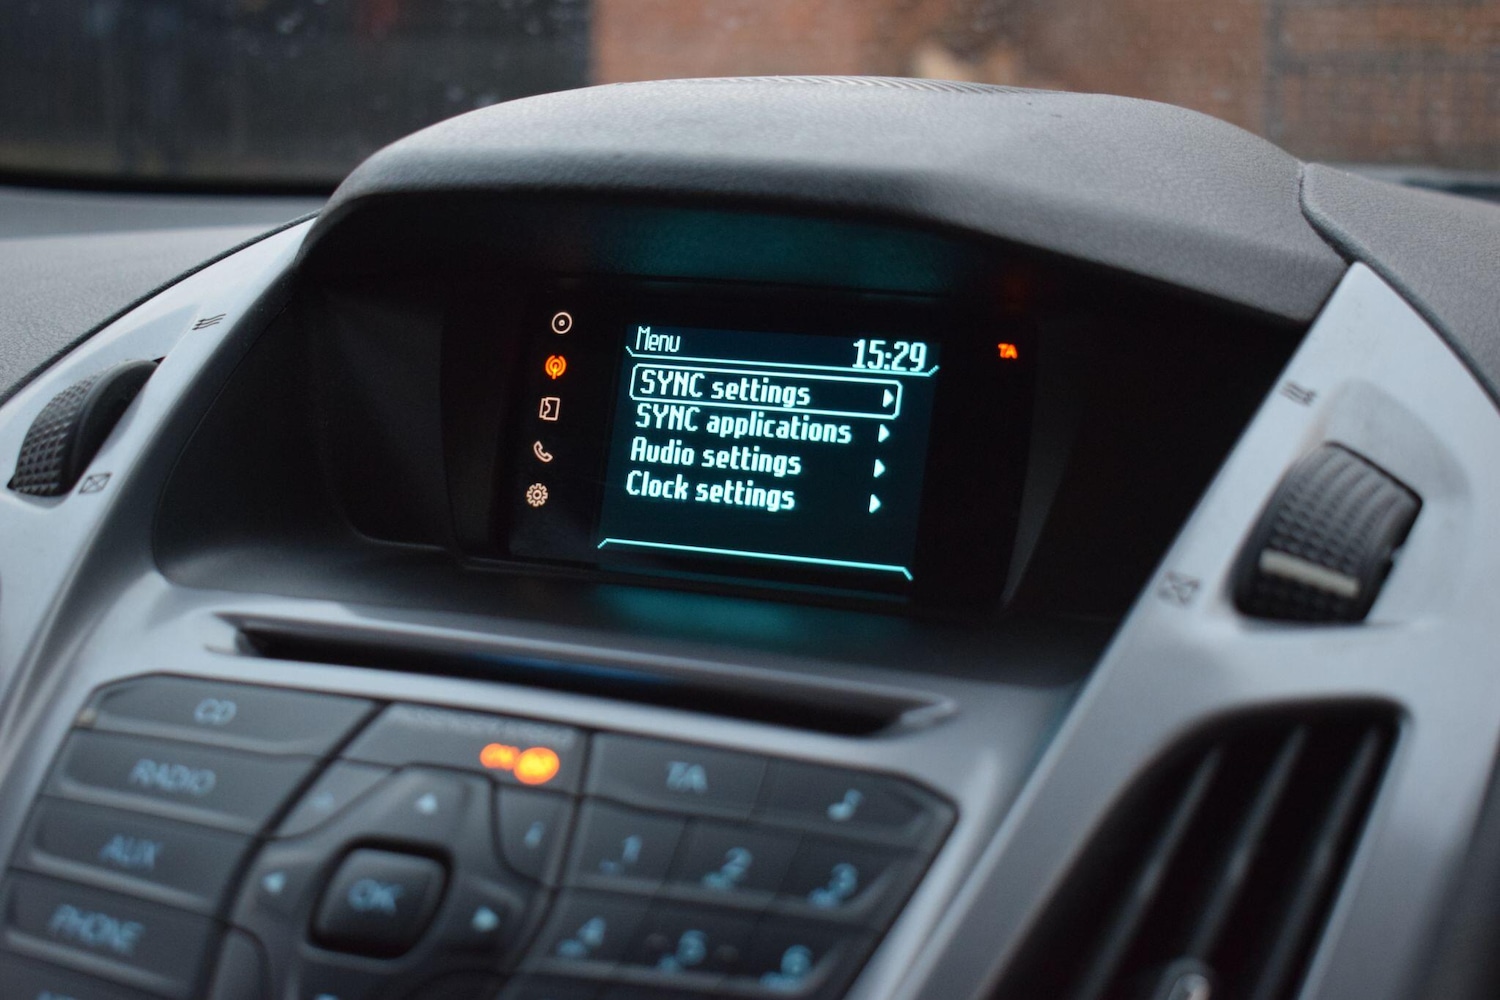 Menu
15:29
TA
SYNC settings
SYNC applications
Audio settings
Clock settings
CD
RADIO
AUX
PHONE
OK
TA
1
2
3
4
5
6